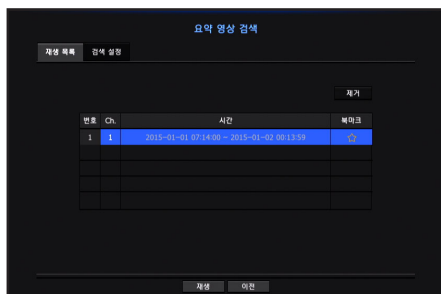 요약 영상 검색
재생 목록 검색 설정
제거
번호 Ch. 시간 북마크
1 1 2015-01-01 07:14:00 ~ 2015-01-02 00:13:59
재생 이전